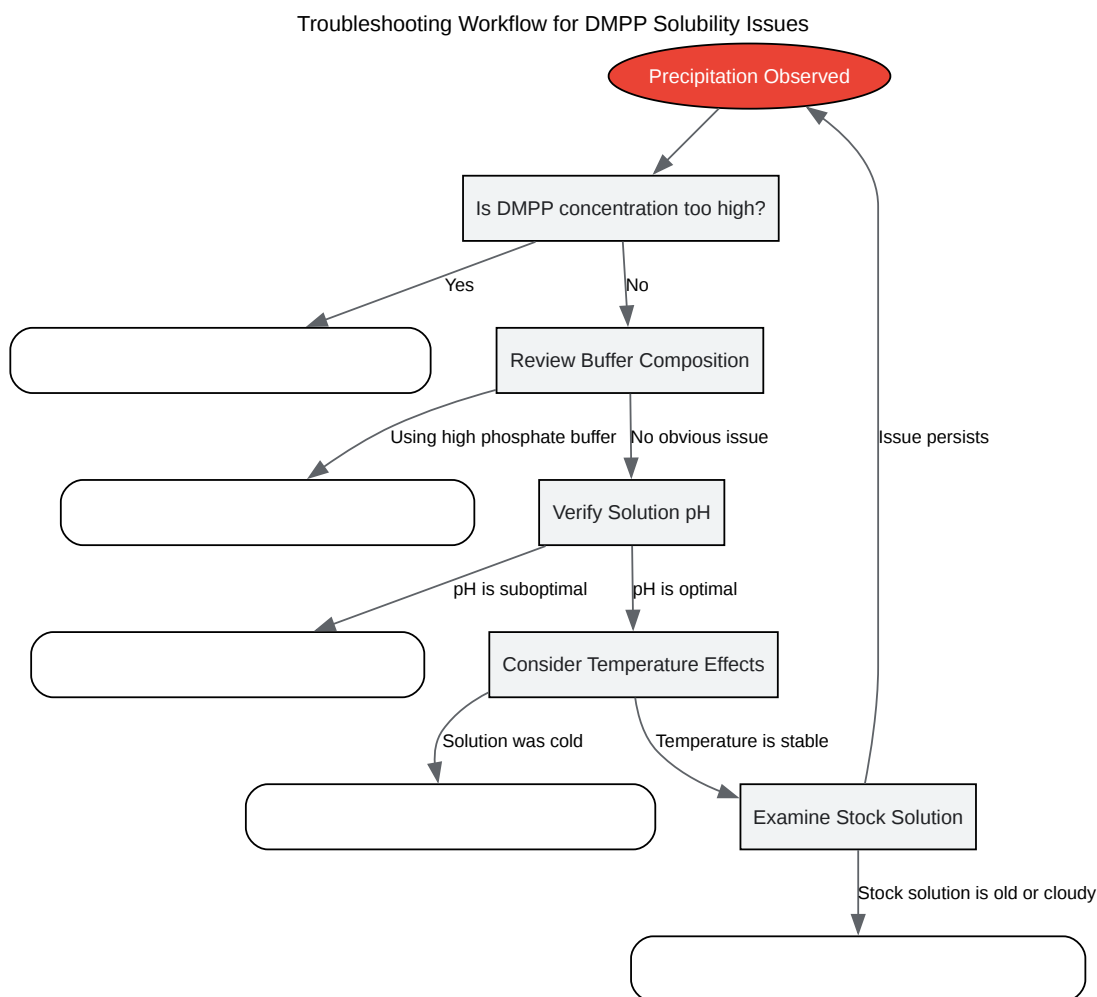 Troubleshooting Workflow for DMPP Solubility Issues
Precipitation Observed
Is DMPP concentration too high?
Yes
No
Review Buffer Composition
Using high phosphate buffer
No obvious issue
Issue persists
Verify Solution pH
pH is suboptimal
pH is optimal
Consider Temperature Effects
Solution was cold
Temperature is stable
Examine Stock Solution
Stock solution is old or cloudy